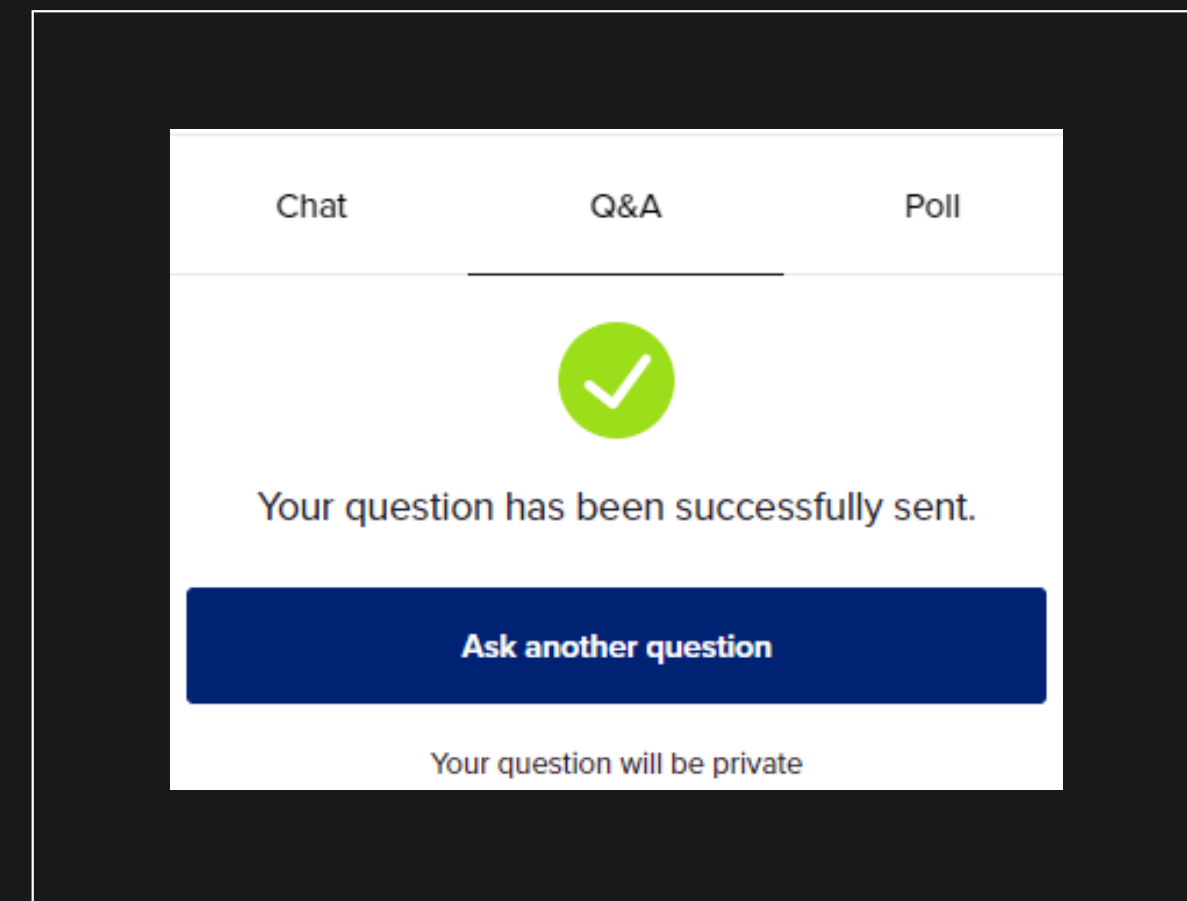 Chat Q&A Poll
Your question has been successfully sent.
Ask another question
Your question will be private